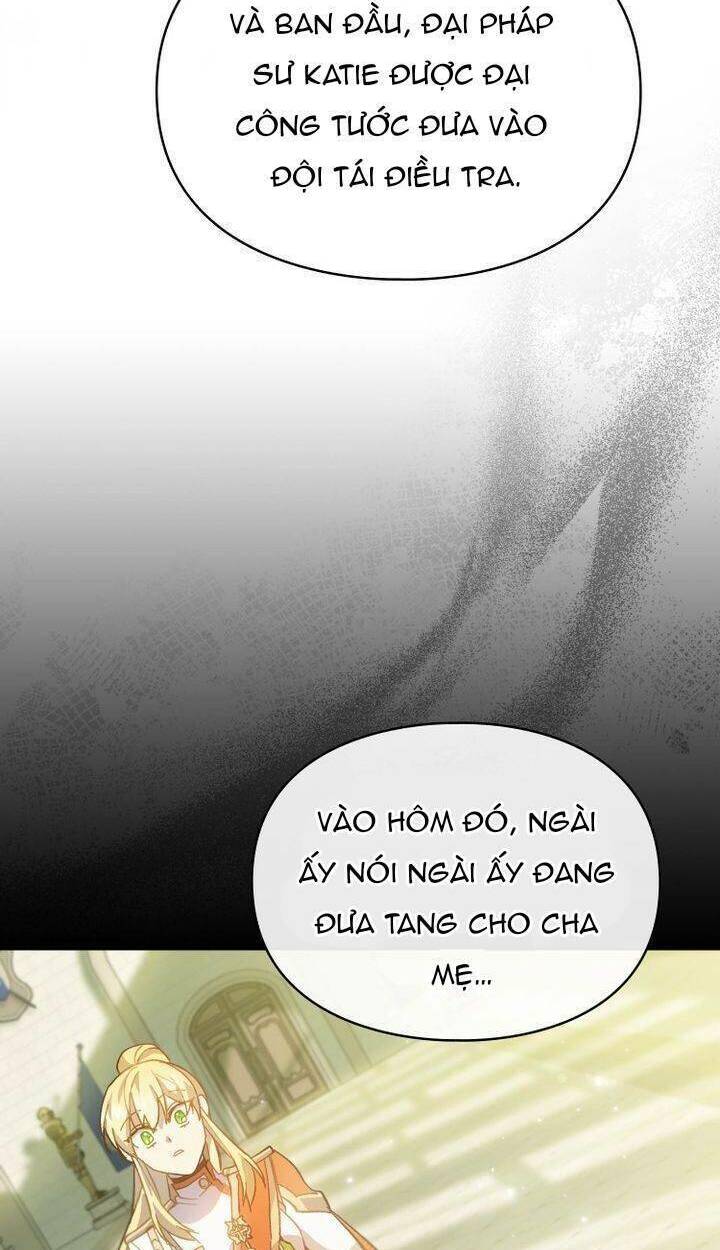 VÀ BAN ĐẦU, ĐẠI PHÁP
SƯ KATIE ĐƯỢC ĐẠI
CÔNG TƯỚC ĐƯA VÀO
ĐỘI TÁI ĐIỀU TRA.
VÀO HÔM ĐÓ, NGÀI
ẤY NÓI NGÀI ẤY ĐANG
ĐƯA TANG CHO CHA
MẸ...